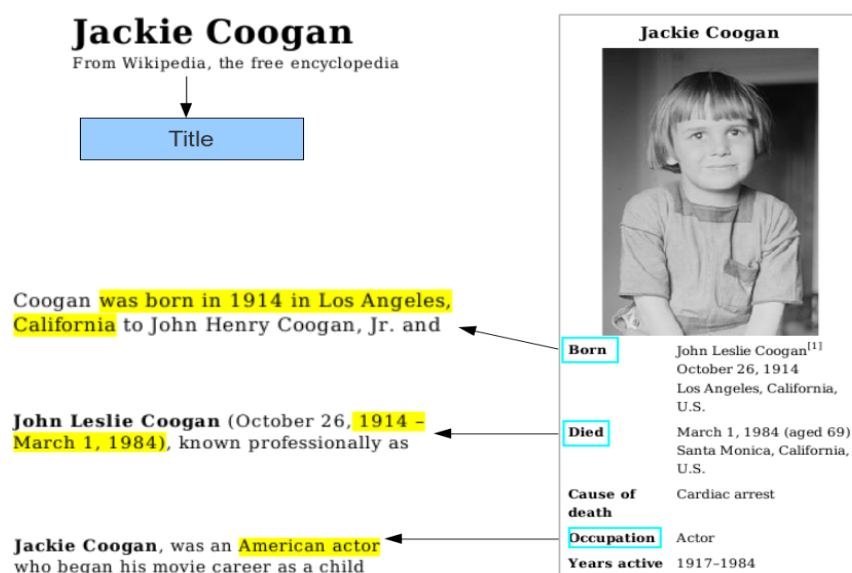 Jackie Coogan
From Wikipedia, the free encyclopedia
Title
Coogan was born in 1914 in Los Angeles,
California to John Henry Coogan, Jr. and
John Leslie Coogan (October 26, 1914 –
March 1, 1984), known professionally as
Jackie Coogan, was an American actor
who began his movie career as a child
Jackie Coogan
Born John Leslie Coogan[1]
October 26, 1914
Los Angeles, California,
U.S.
Died March 1, 1984 (aged 69)
Santa Monica, California,
U.S.
Cause of Cardiac arrest
death
Occupation Actor
Years active 1917–1984